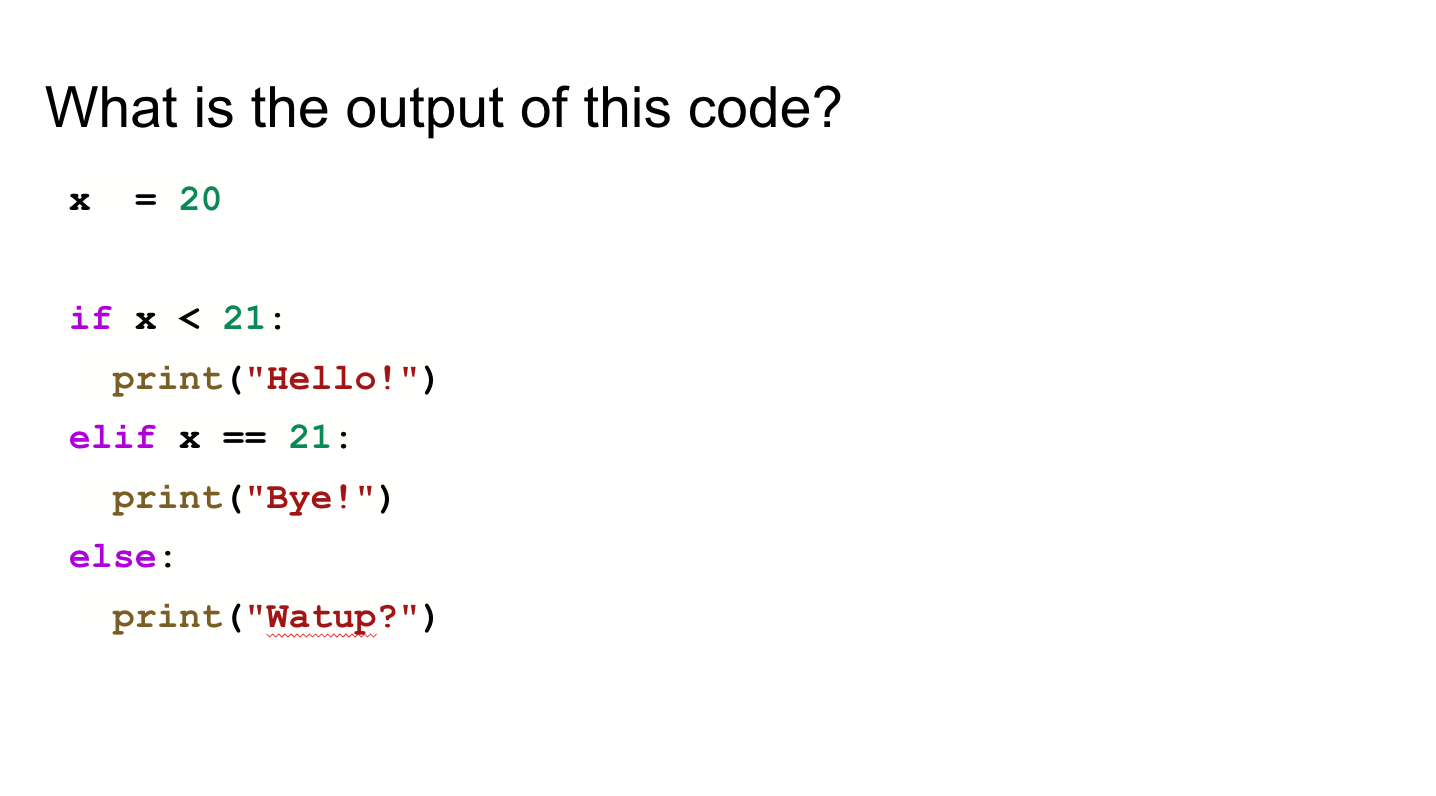 What is the output of this code?
x  = 20
if x < 21:
  print("Hello!")
elif x == 21:
  print("Bye!")
else:
  print("Watup?")